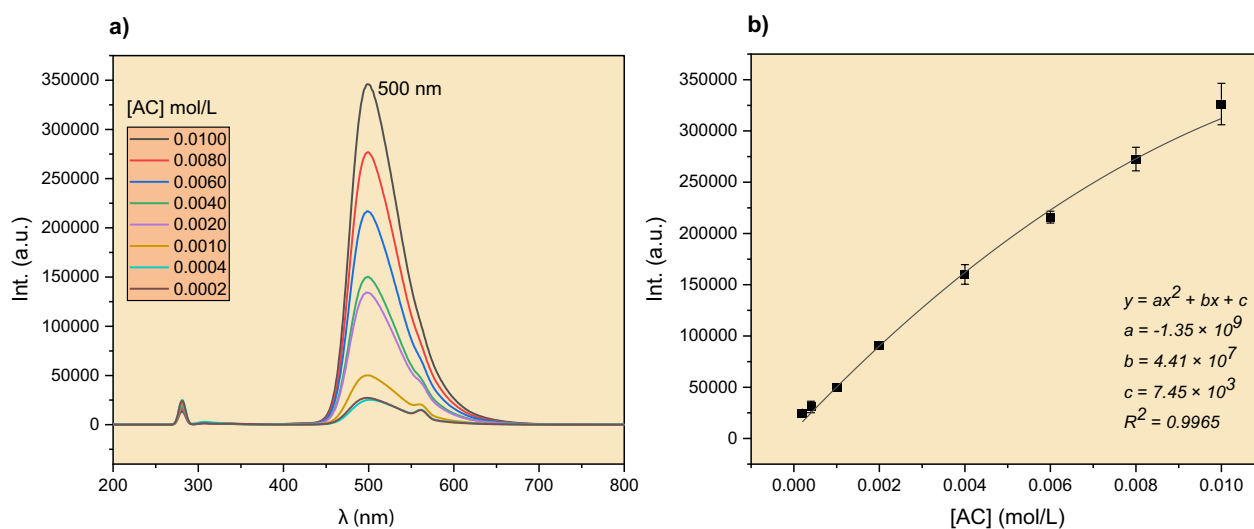 a)
350000
300000
250000
200000
150000
100000
50000
0
Int. (a.u.)
500 nm
[AC] mol/L
0.0100
0.0080
0.0060
0.0040
0.0020
0.0010
0.0004
0.0002
200 300 400 500 600 700 800
λ (nm)
b)
350000
300000
250000
200000
150000
100000
50000
0
Int. (a.u.)
y = ax² + bx + c
a = -1.35 × 10⁹
b = 4.41 × 10⁷
c = 7.45 × 10³
R² = 0.9965
0.000 0.002 0.004 0.006 0.008 0.010
[AC] (mol/L)